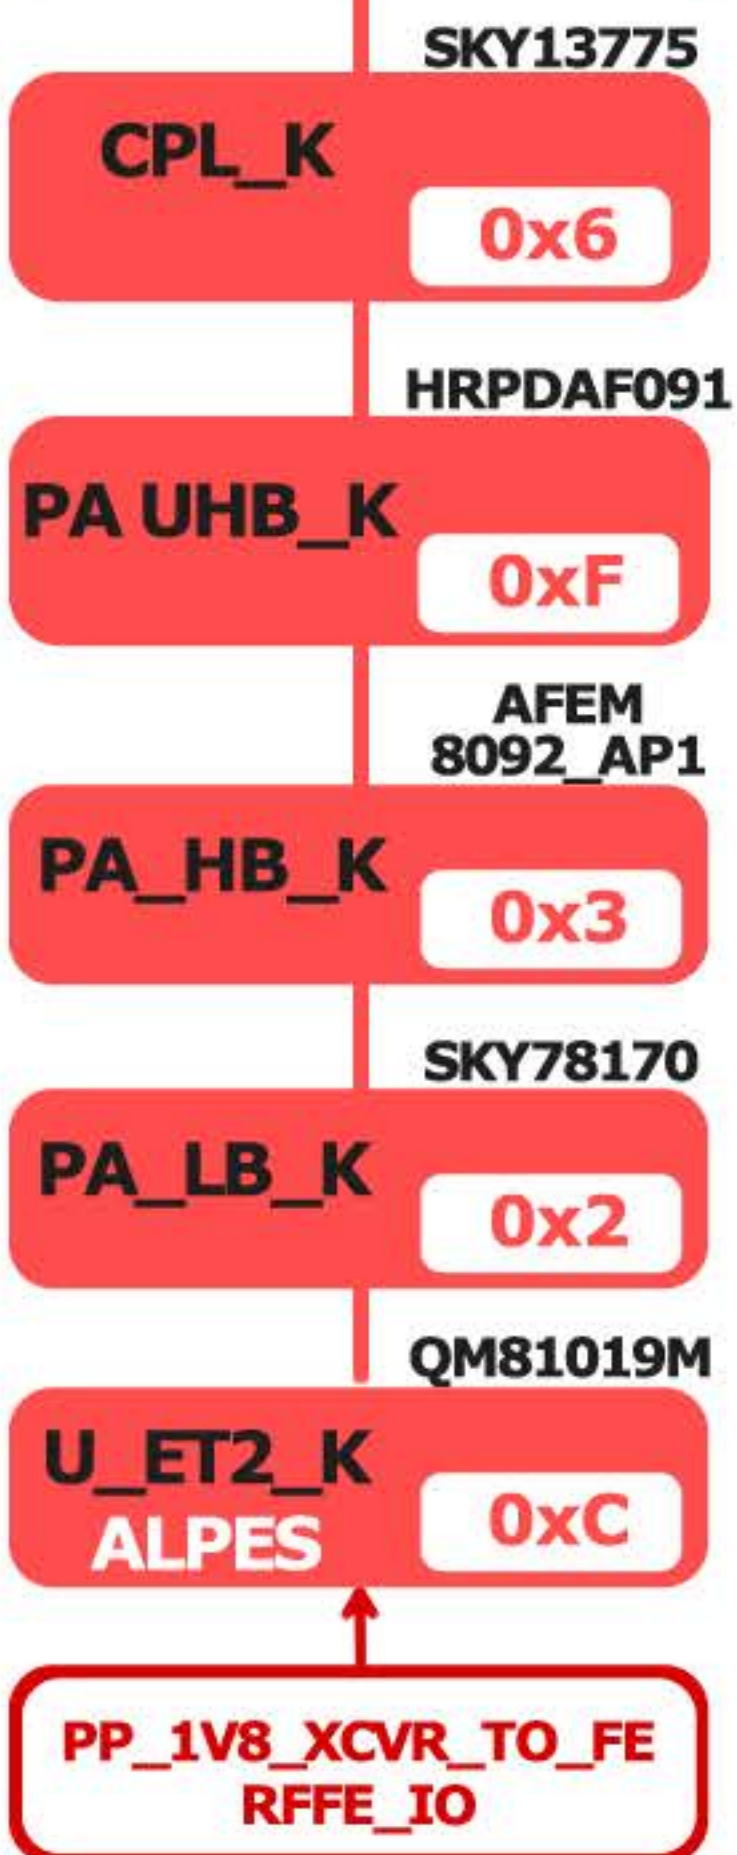 SKY13775
CPL_K
0x6
HRPDAF091
PA UHB_K
0xF
AFEM
8092_AP1
PA_HB_K
0x3
SKY78170
PA_LB_K
0x2
QM81019M
U_ET2_K
ALPES
0xC
PP_1V8_XCVR_TO_FE
RFFE_IO